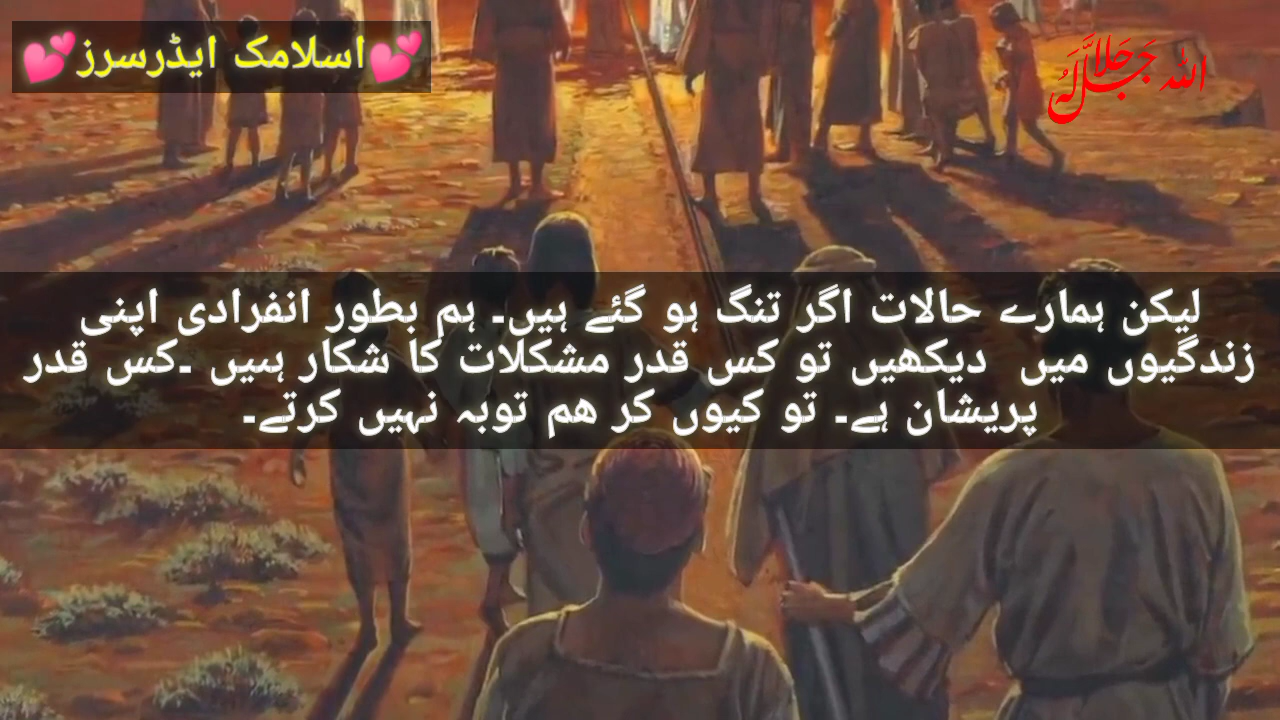 💕اسلامک ایڈرسرز💕
اللہ جَلَّ جَلَالَہُ
لیکن ہمارے حالات اگر تنگ ہو گئے ہیں۔ ہم بطور انفرادی اپنی
زندگیوں میں دیکھیں تو کس قدر مشکلات کا شکار ہیں ۔کس قدر
پریشان ہے۔ تو کیوں کر ھم توبہ نہیں کرتے۔